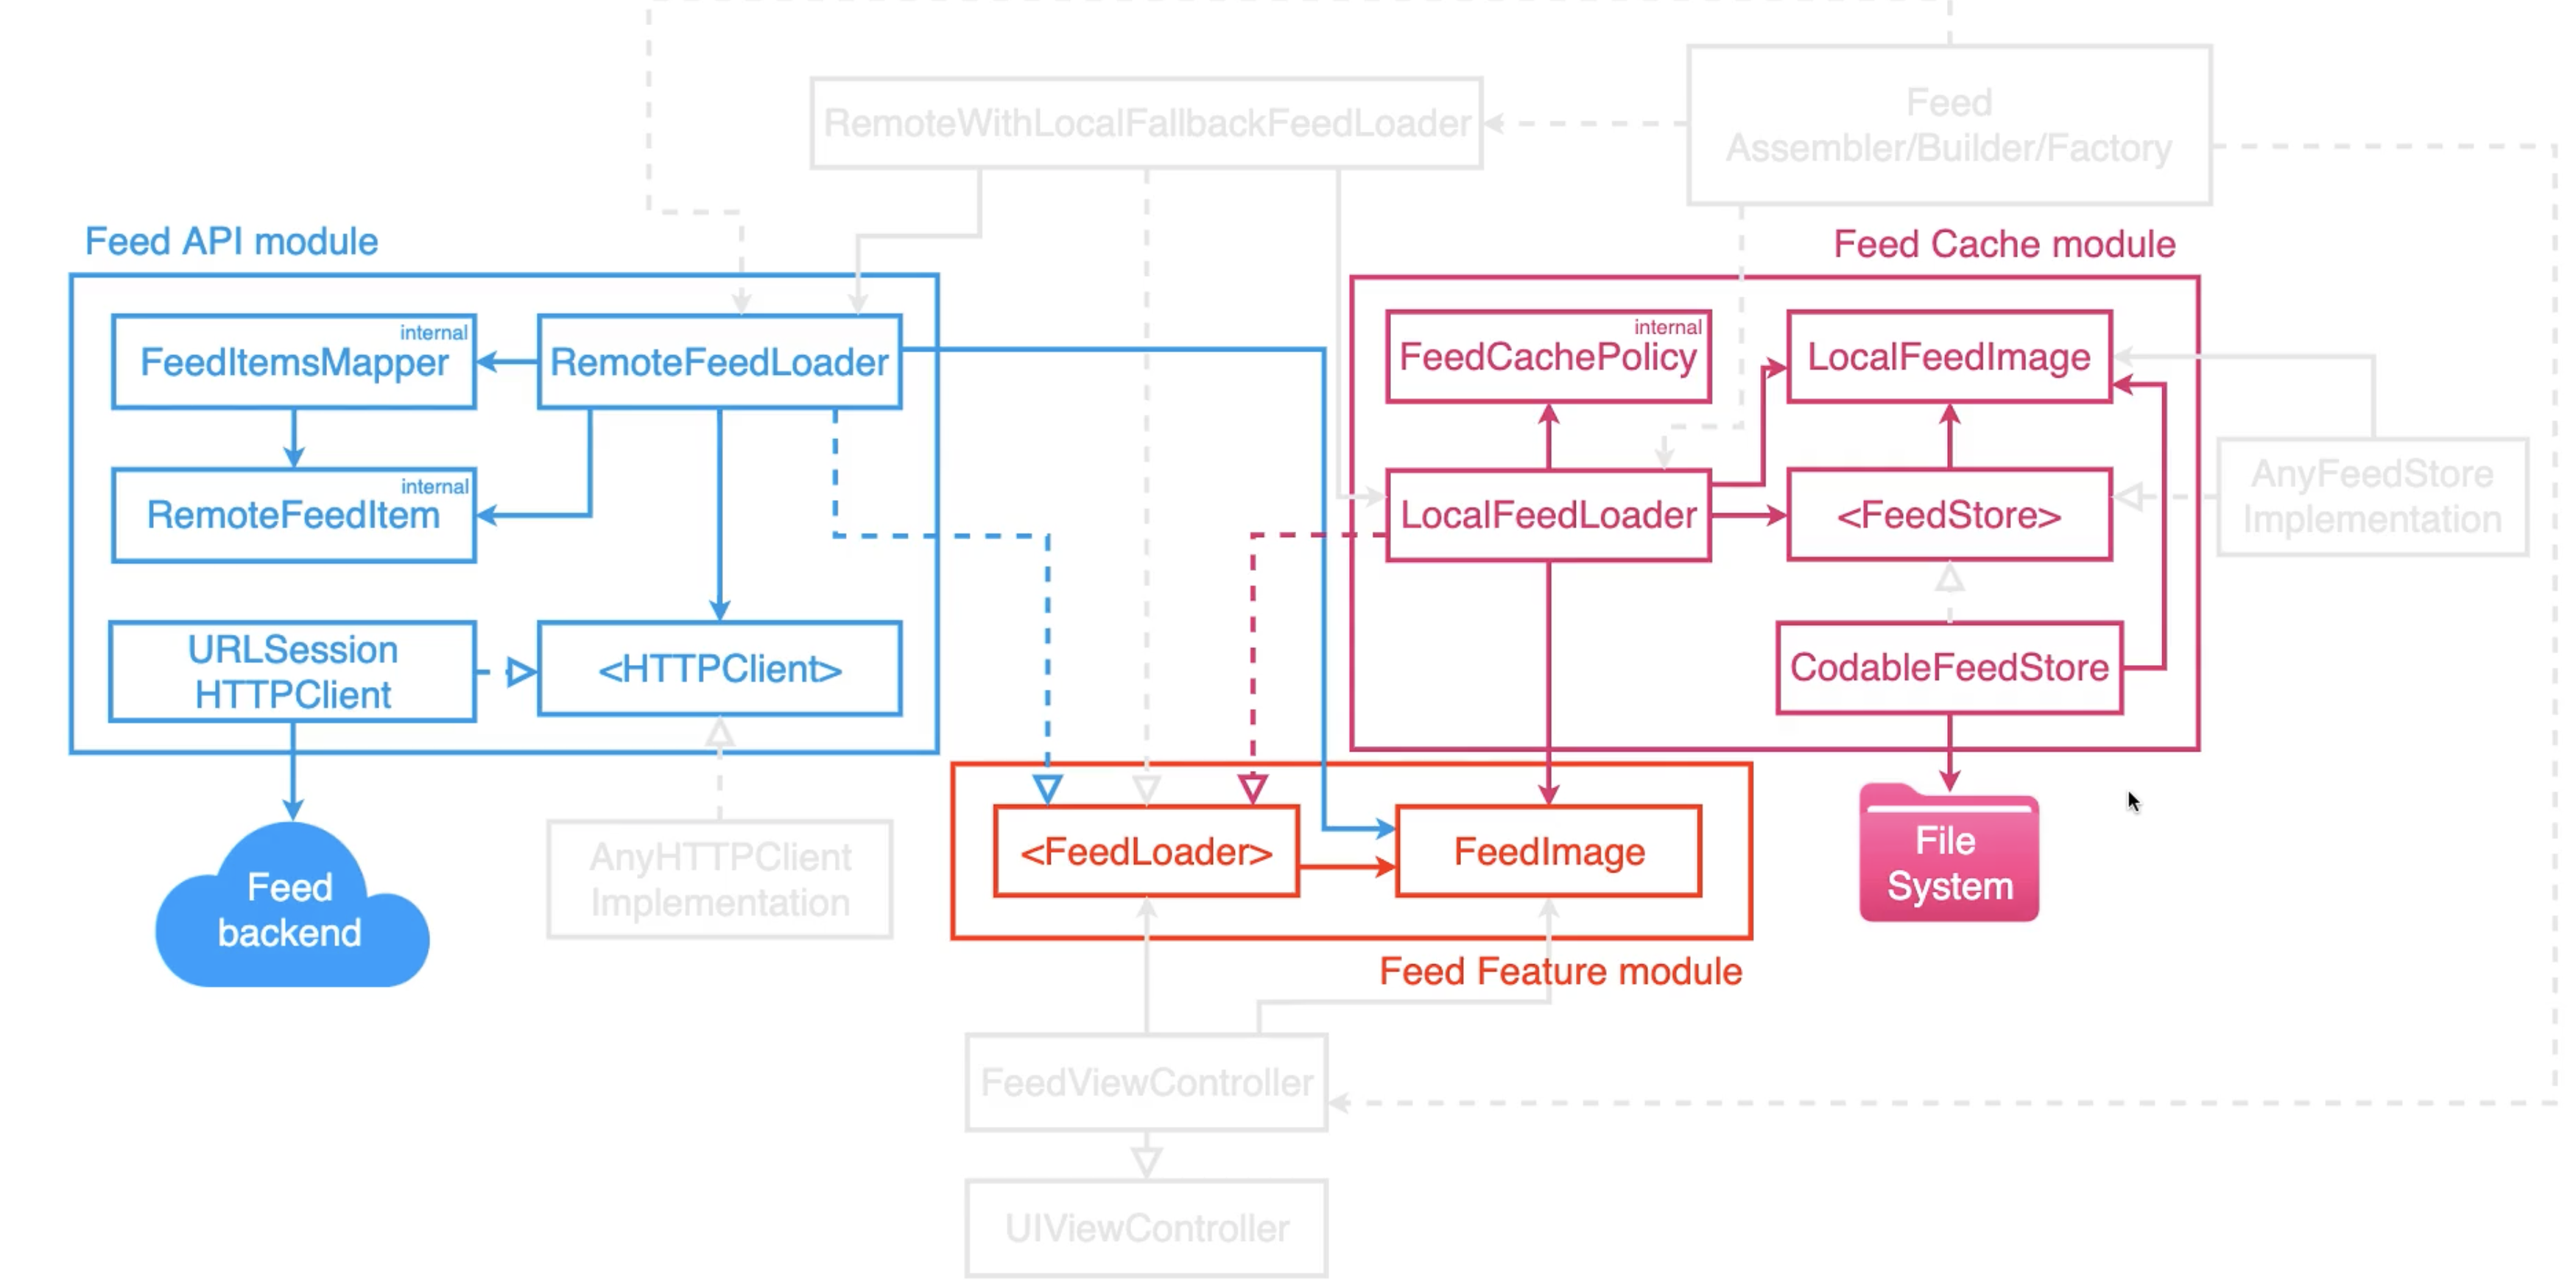 Feed
Assembler/Builder/Factory
RemoteWithLocalFallbackFeedLoader
Feed API module
Feed Cache module
internal
FeedItemsMapper
RemoteFeedLoader
internal
FeedCachePolicy
LocalFeedImage
internal
RemoteFeedItem
LocalFeedLoader
<FeedStore>
AnyFeedStore
Implementation
URLSession
HTTPClient
<HTTPClient>
CodableFeedStore
Feed
backend
AnyHTTPClient
Implementation
<FeedLoader>
FeedImage
File
System
Feed Feature module
FeedViewController
UIViewController